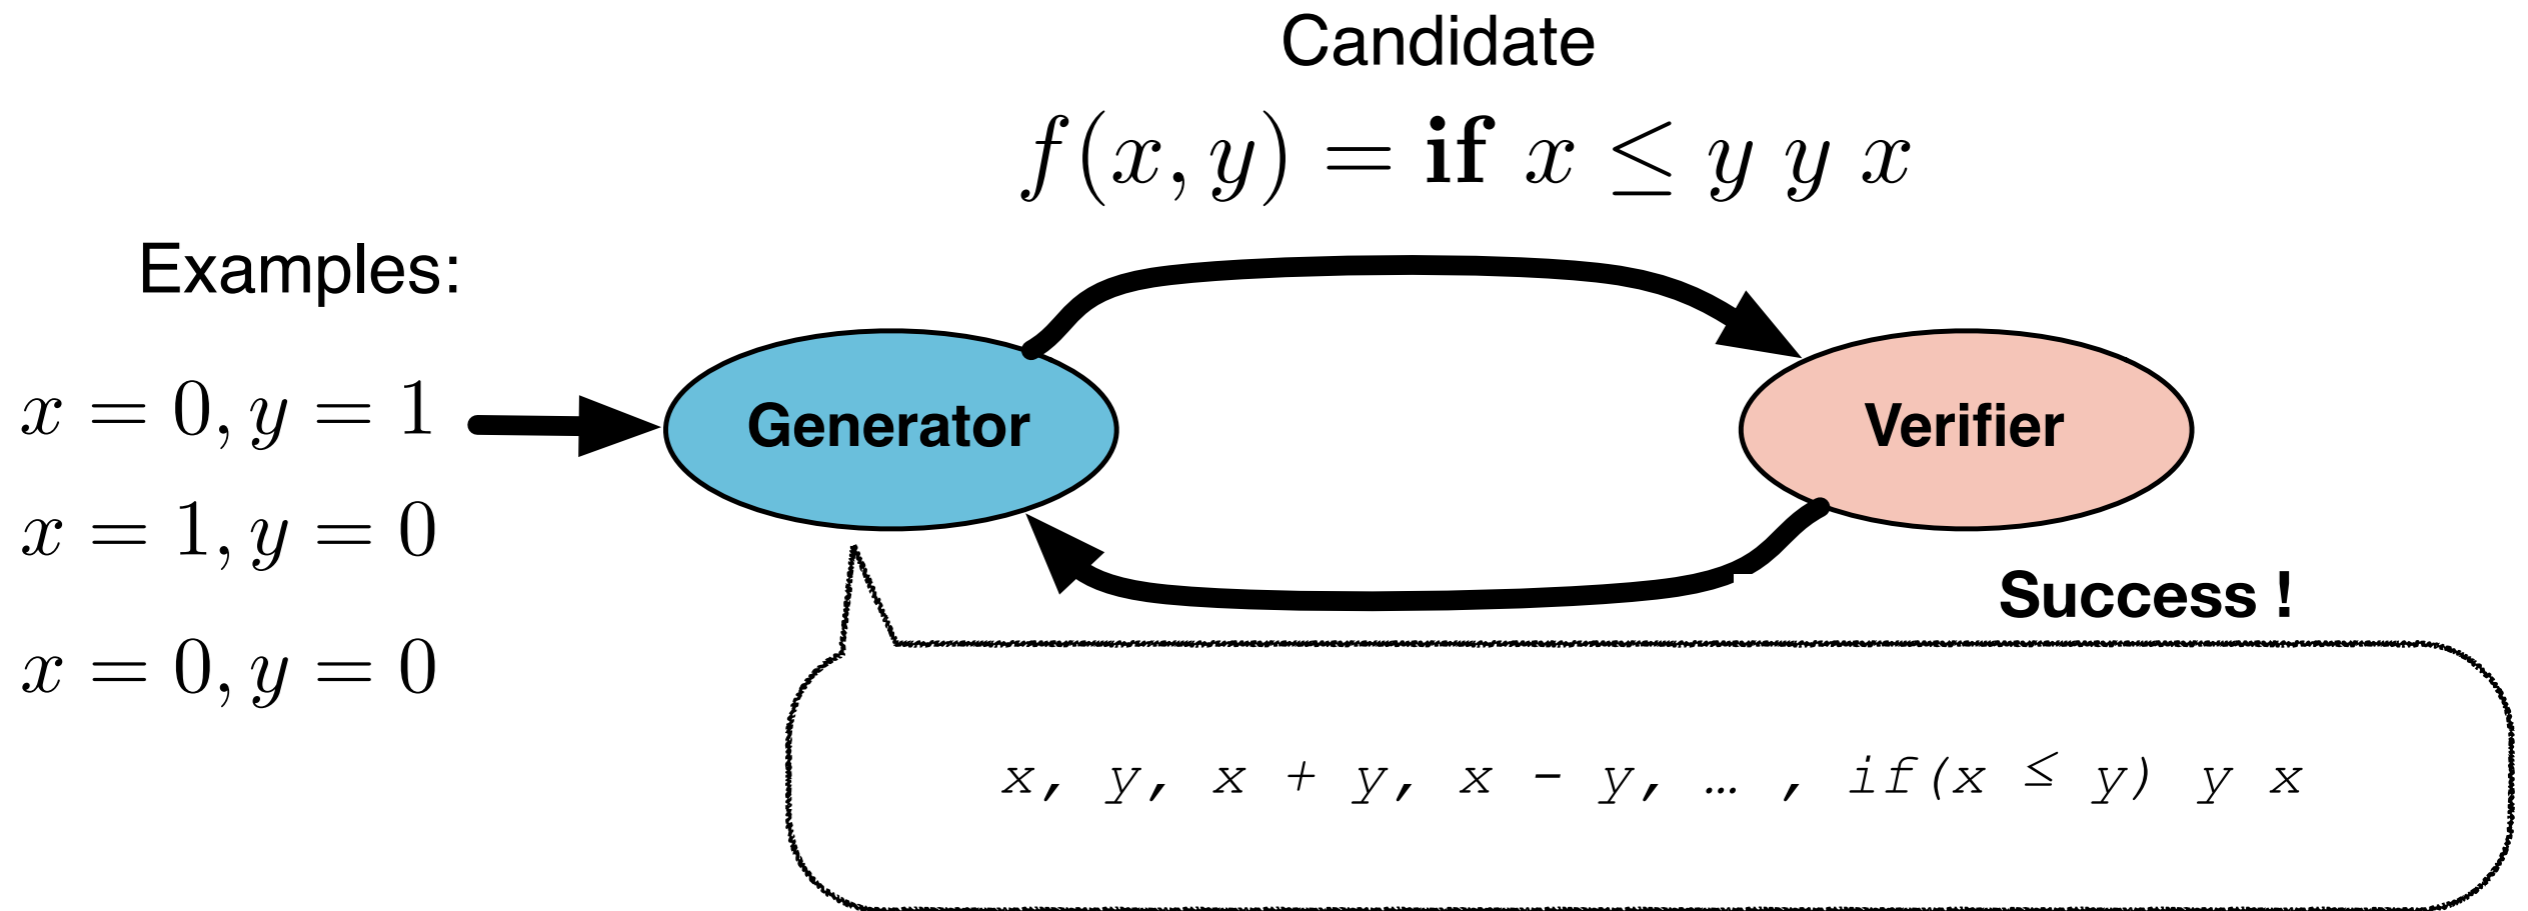 Candidate
f(x, y) = if x ≤ y y x
Examples:
x = 0, y = 1
x = 1, y = 0
x = 0, y = 0
Generator
Verifier
Success !
x, y, x + y, x - y, … , if(x ≤ y) y x